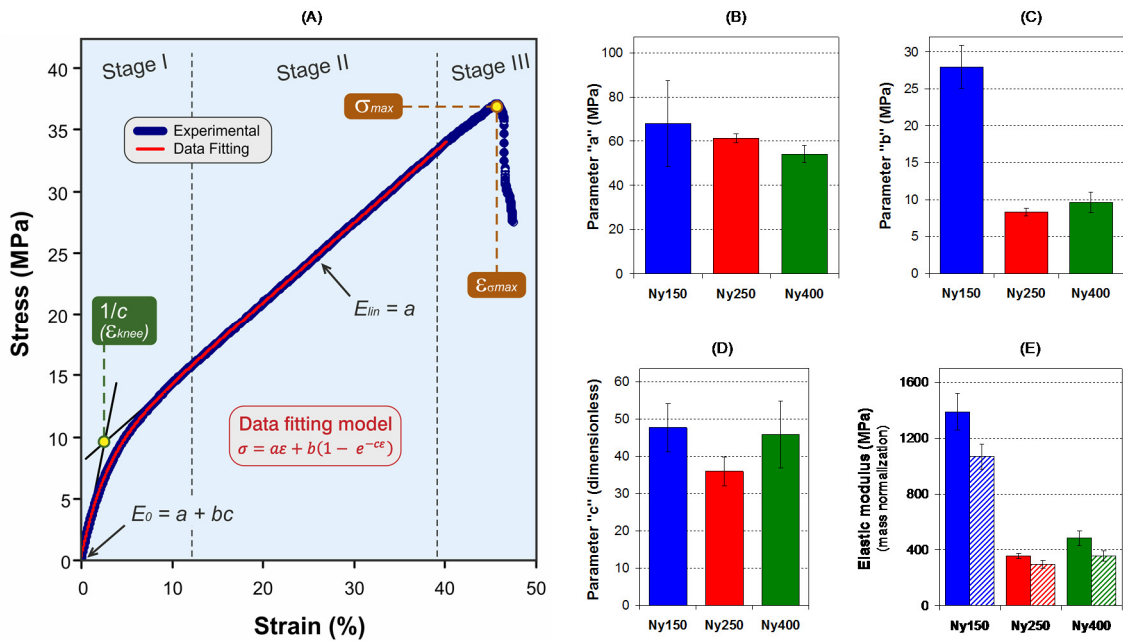 (A)
Stress (MPa)
40
35
30
25
20
15
10
5
0
0
10
20
30
40
50
Strain (%)
Stage I
Stage II
Stage III
Experimental
Data Fitting
σmax
εσmax
1/c
(εknee)
Elin = a
Data fitting model
σ = aε + b(1 − e^−cε)
E0 = a + bc
(B)
Parameter "a" (MPa)
100
80
60
40
20
0
Ny150
Ny250
Ny400
(C)
Parameter "b" (MPa)
30
25
20
15
10
5
0
Ny150
Ny250
Ny400
(D)
Parameter "c" (dimensionless)
60
50
40
30
20
10
0
Ny150
Ny250
Ny400
(E)
Elastic modulus (MPa)
(mass normalization)
1600
1200
800
400
0
Ny150
Ny250
Ny400